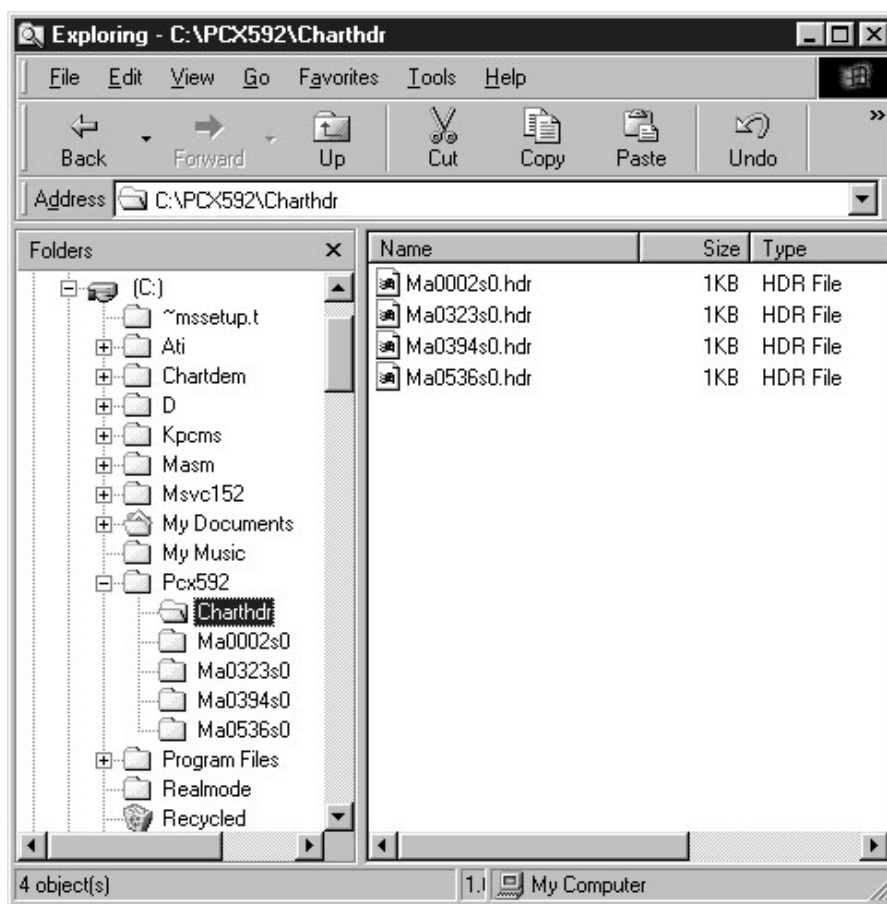 Exploring - C:\PCX592\Charthdr
File Edit View Go Favorites Tools Help
Back Forward Up Cut Copy Paste Undo »
Address C:\PCX592\Charthdr
Folders
(C:)
~mssetup.t
Ati
Chartdem
D
Kpcms
Masm
Msvc152
My Documents
My Music
Pcx592
Charthdr
Ma0002s0
Ma0323s0
Ma0394s0
Ma0536s0
Program Files
Realmode
Recycled
Name Size Type
Ma0002s0.hdr 1KB HDR File
Ma0323s0.hdr 1KB HDR File
Ma0394s0.hdr 1KB HDR File
Ma0536s0.hdr 1KB HDR File
4 object(s) 1. My Computer